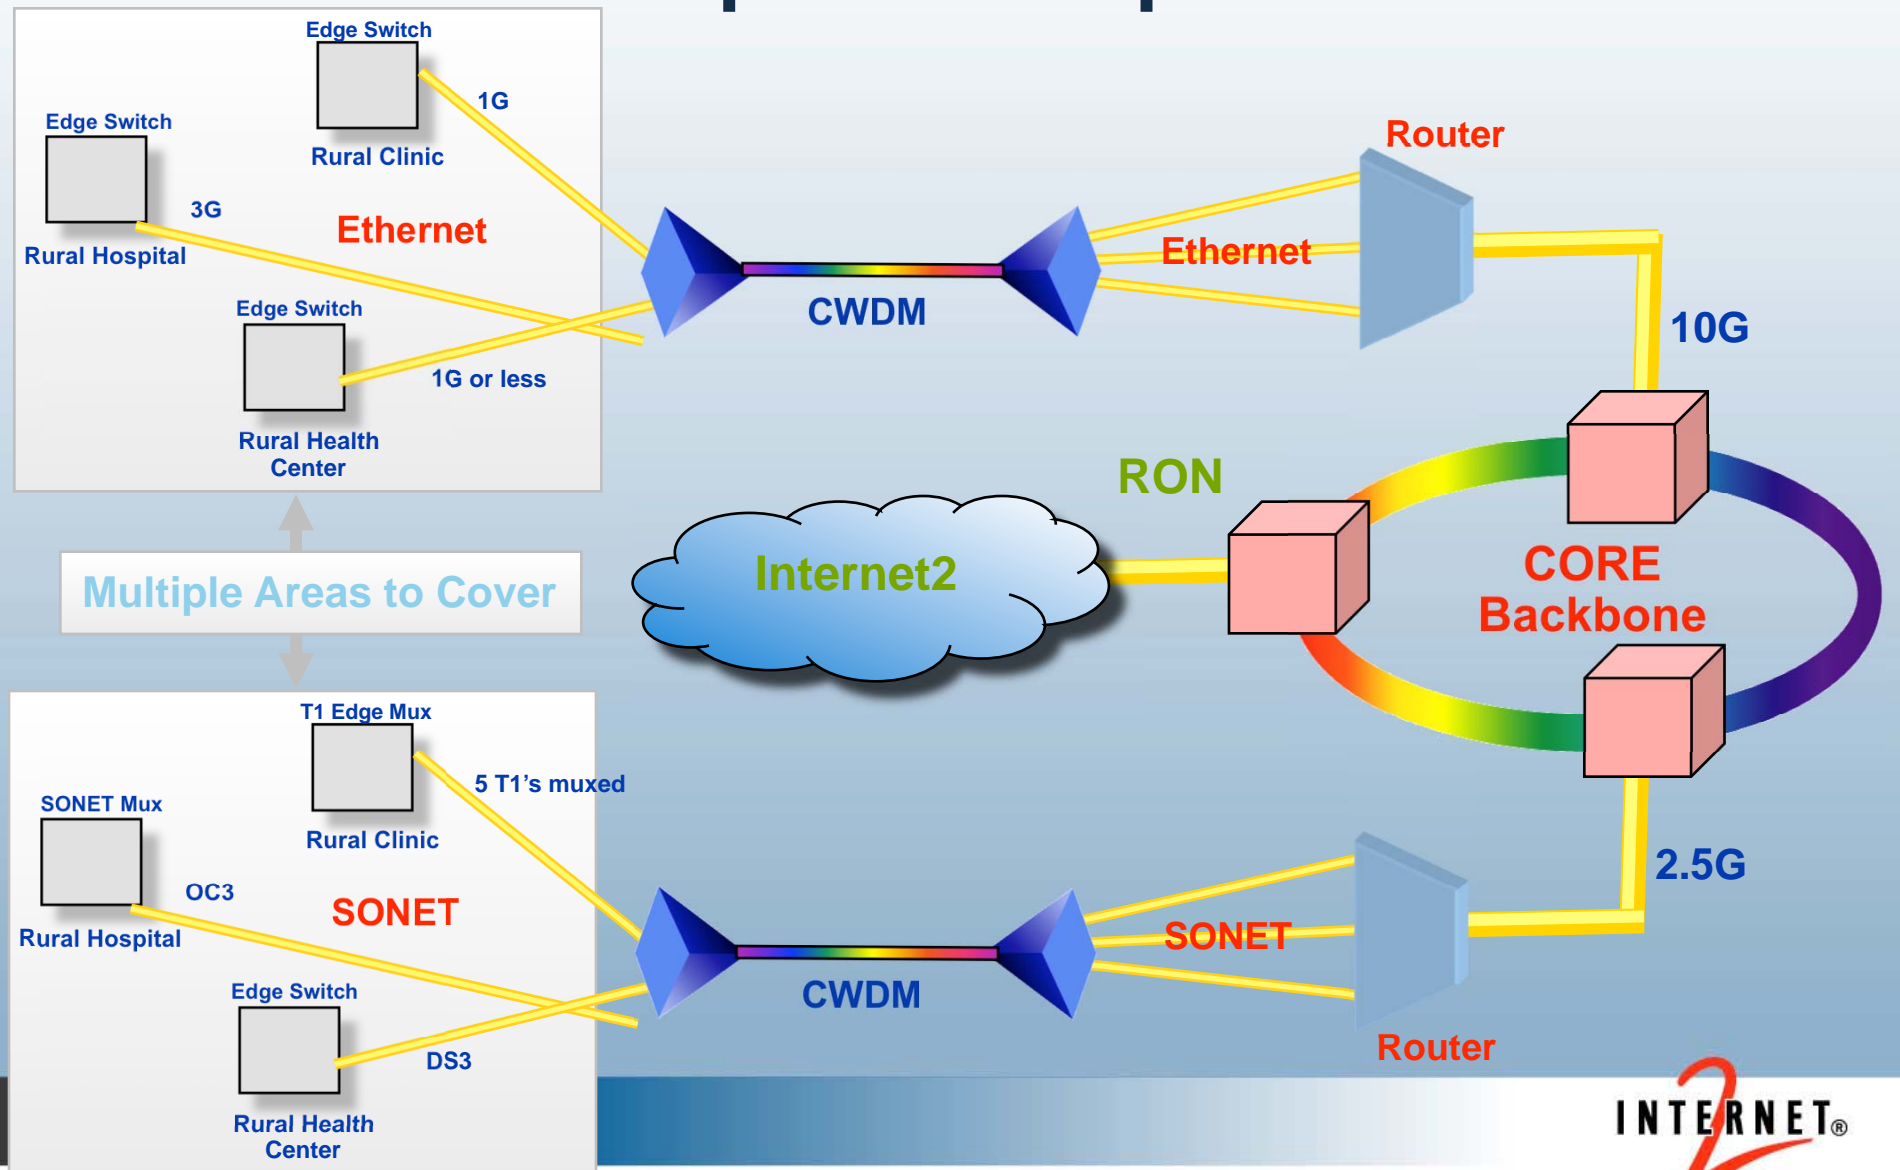 Edge Switch
1G
Rural Clinic
Edge Switch
3G
Rural Hospital
Ethernet
Edge Switch
1G or less
Rural Health
Center
CWDM
Ethernet
Router
10G
Multiple Areas to Cover
Internet2
RON
CORE
Backbone
T1 Edge Mux
5 T1's muxed
Rural Clinic
SONET Mux
OC3
Rural Hospital
SONET
Edge Switch
DS3
Rural Health
Center
CWDM
SONET
Router
2.5G
INTERNET®
2